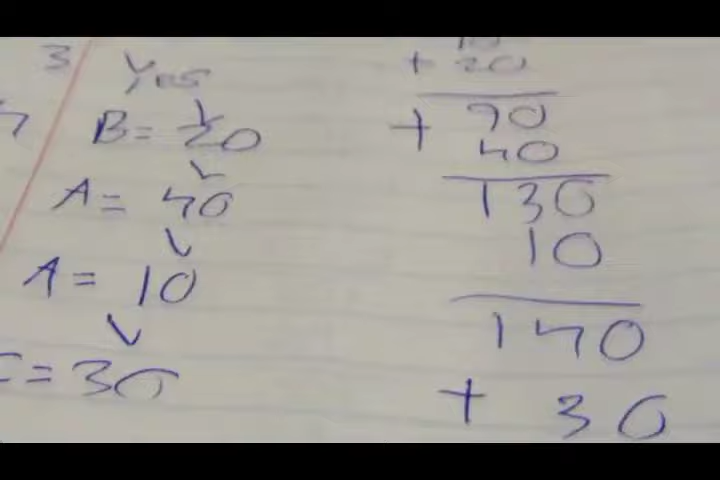 3
Yes
B = 20
A = 40
A = 10
C = 30
+ 20
90
+ 40
130
10
140
+ 30